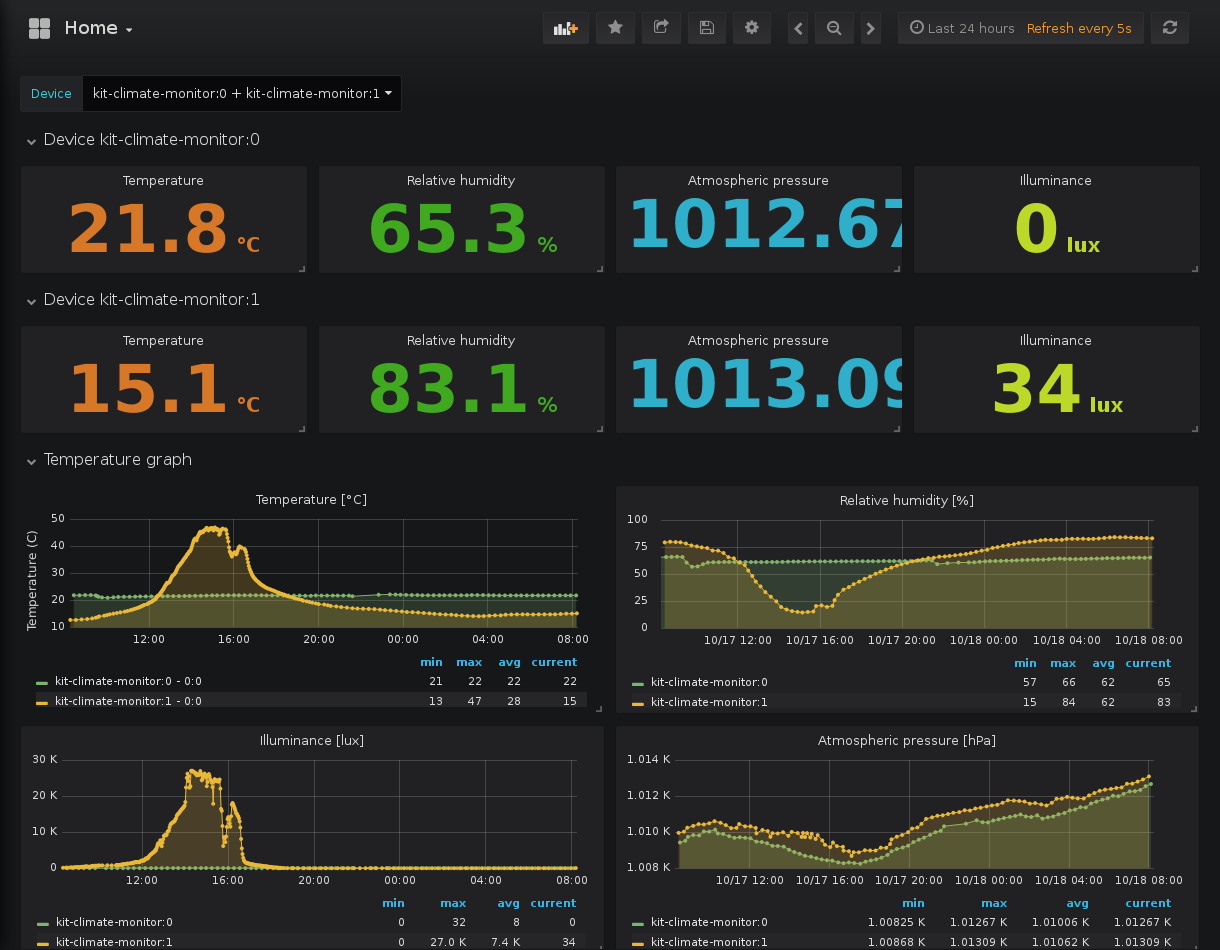 Home
Last 24 hours Refresh every 5s
Device kit-climate-monitor:0 + kit-climate-monitor:1
Device kit-climate-monitor:0
Temperature Relative humidity Atmospheric pressure Illuminance
21.8 °C 65.3 % 1012.67 0 lux
Device kit-climate-monitor:1
Temperature Relative humidity Atmospheric pressure Illuminance
15.1 °C 83.1 % 1013.09 34 lux
Temperature graph
Temperature [°C]
Temperature (C)
50
40
30
20
10
12:00 16:00 20:00 00:00 04:00 08:00
min max avg current
kit-climate-monitor:0 - 0:0 21 22 22 22
kit-climate-monitor:1 - 0:0 13 47 28 15
Relative humidity [%]
100
75
50
25
0
10/17 12:00 10/17 16:00 10/17 20:00 10/18 00:00 10/18 04:00 10/18 08:00
min max avg current
kit-climate-monitor:0 57 66 62 65
kit-climate-monitor:1 15 84 62 83
Illuminance [lux]
30 K
20 K
10 K
0
12:00 16:00 20:00 00:00 04:00 08:00
min max avg current
kit-climate-monitor:0 0 32 8 0
kit-climate-monitor:1 0 27.0 K 7.4 K 34
Atmospheric pressure [hPa]
1.014 K
1.012 K
1.010 K
1.008 K
10/17 12:00 10/17 16:00 10/17 20:00 10/18 00:00 10/18 04:00 10/18 08:00
min max avg current
kit-climate-monitor:0 1.00825 K 1.01267 K 1.01006 K 1.01267 K
kit-climate-monitor:1 1.00868 K 1.01309 K 1.01062 K 1.01309 K